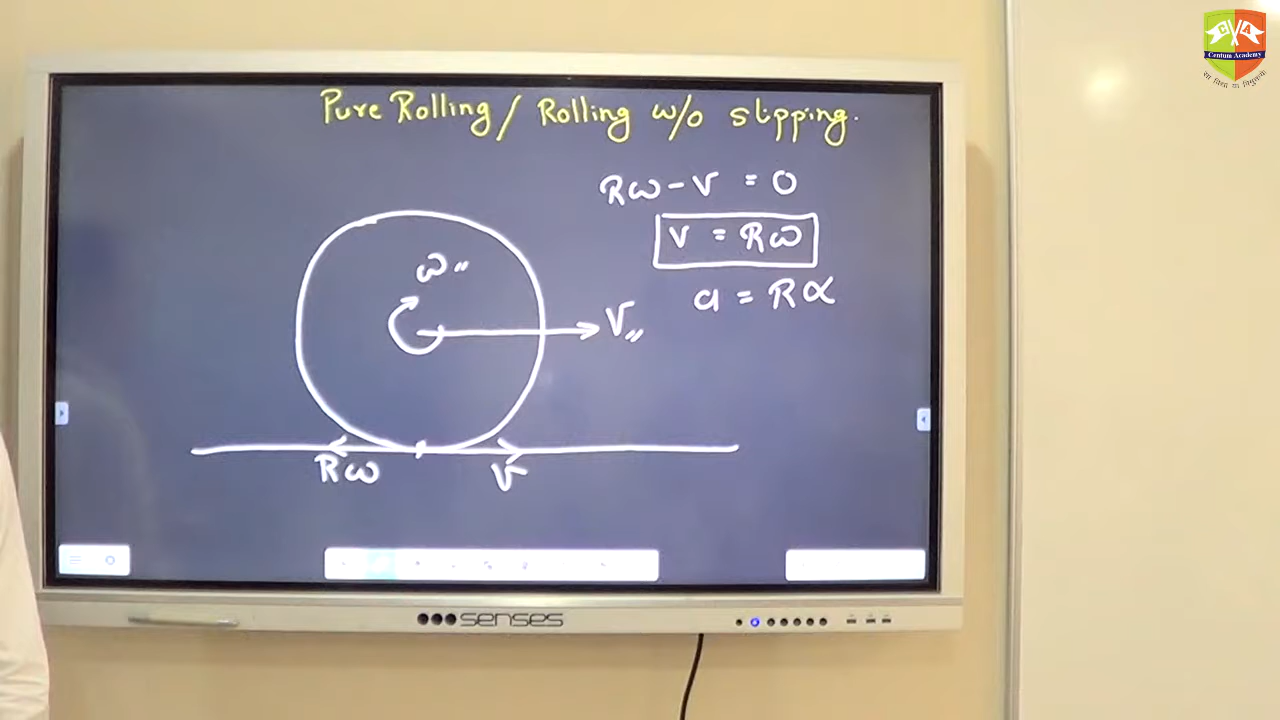 Pure Rolling / Rolling w/o slipping.
Rω - V = 0
V = Rω
a = Rα
ω,,
V,,
Rω
V
senses
C A
Centum Academy